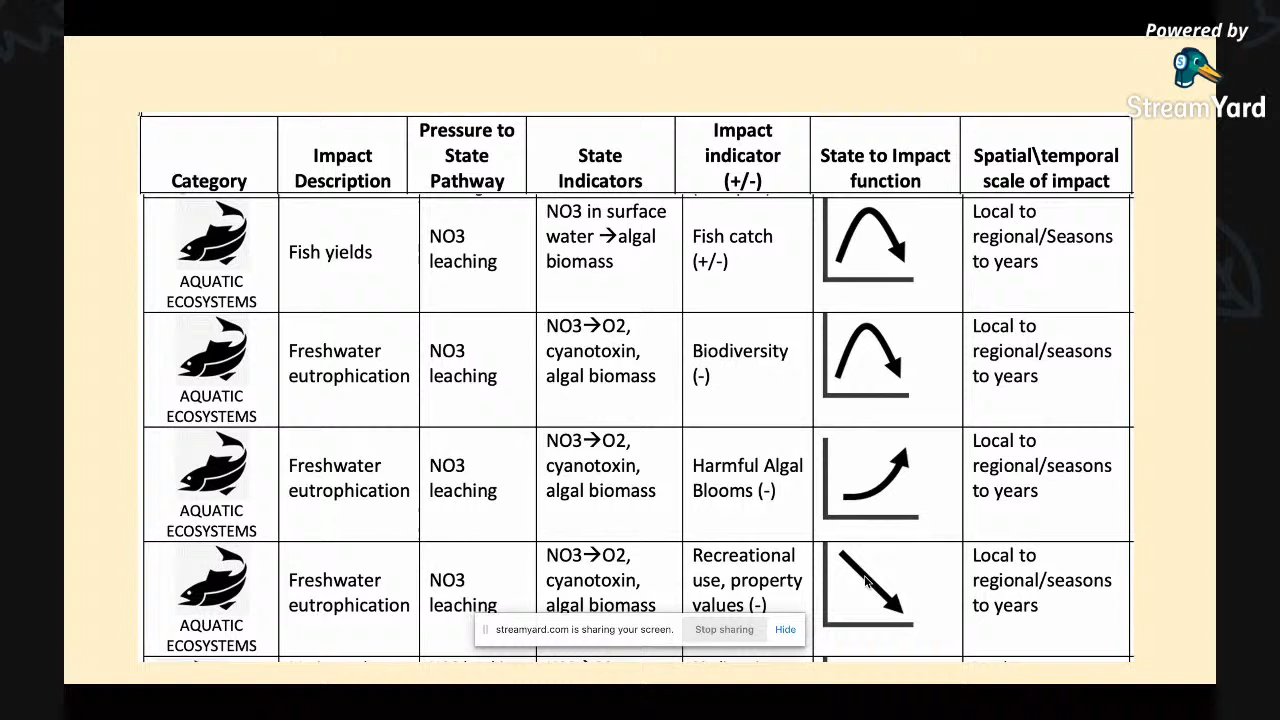 Powered by
StreamYard
Category
Impact
Description
Pressure to
State
Pathway
State
Indicators
Impact
indicator
(+/-)
State to Impact
function
Spatial\temporal
scale of impact
AQUATIC
ECOSYSTEMS
Fish yields
NO3
leaching
NO3 in surface
water →algal
biomass
Fish catch
(+/-)
Local to
regional/Seasons
to years
AQUATIC
ECOSYSTEMS
Freshwater
eutrophication
NO3
leaching
NO3→O2,
cyanotoxin,
algal biomass
Biodiversity
(-)
Local to
regional/seasons
to years
AQUATIC
ECOSYSTEMS
Freshwater
eutrophication
NO3
leaching
NO3→O2,
cyanotoxin,
algal biomass
Harmful Algal
Blooms (-)
Local to
regional/seasons
to years
AQUATIC
ECOSYSTEMS
Freshwater
eutrophication
NO3
leaching
NO3→O2,
cyanotoxin,
algal biomass
Recreational
use, property
values (-)
Local to
regional/seasons
to years
streamyard.com is sharing your screen.
Stop sharing
Hide